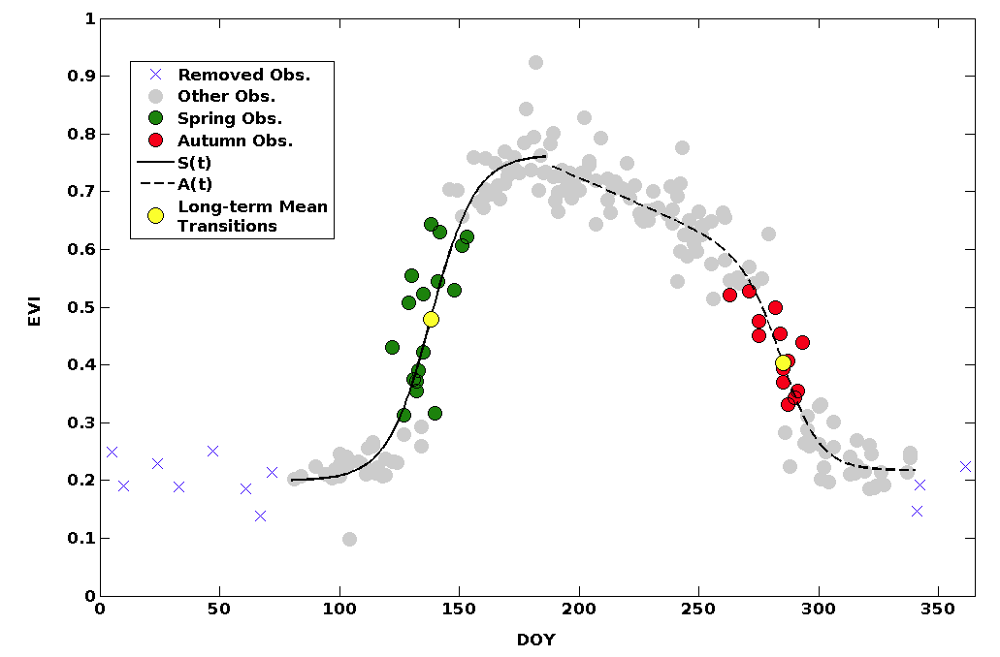 1
0.9
0.8
0.7
0.6
0.5
0.4
0.3
0.2
0.1
0
EVI
Removed Obs.
Other Obs.
Spring Obs.
Autumn Obs.
S(t)
A(t)
Long-term Mean
Transitions
0 50 100 150 200 250 300 350
DOY